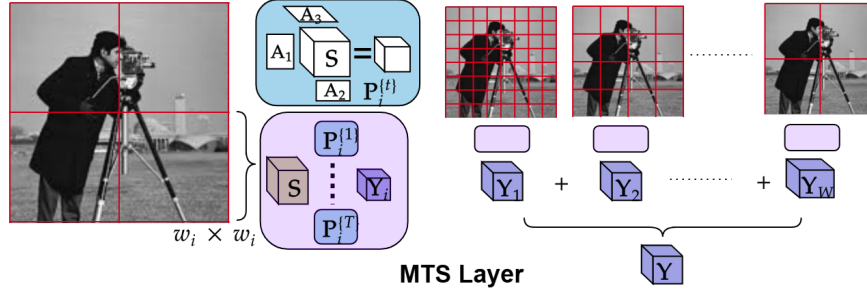 A₃
A₁ S = 
A₂ P_i^{t}
P_i^{1}
S Y_i
P_i^{T}
w_i × w_i
Y₁ + Y₂ + Y_W
Y
MTS Layer